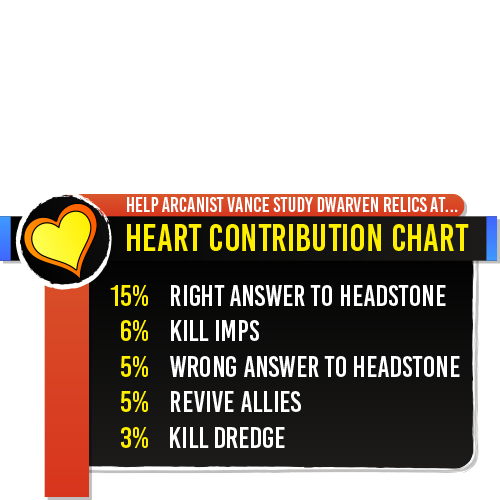 HELP ARCANIST VANCE STUDY DWARVEN RELICS AT...
HEART CONTRIBUTION CHART
15% RIGHT ANSWER TO HEADSTONE
6% KILL IMPS
5% WRONG ANSWER TO HEADSTONE
5% REVIVE ALLIES
3% KILL DREDGE